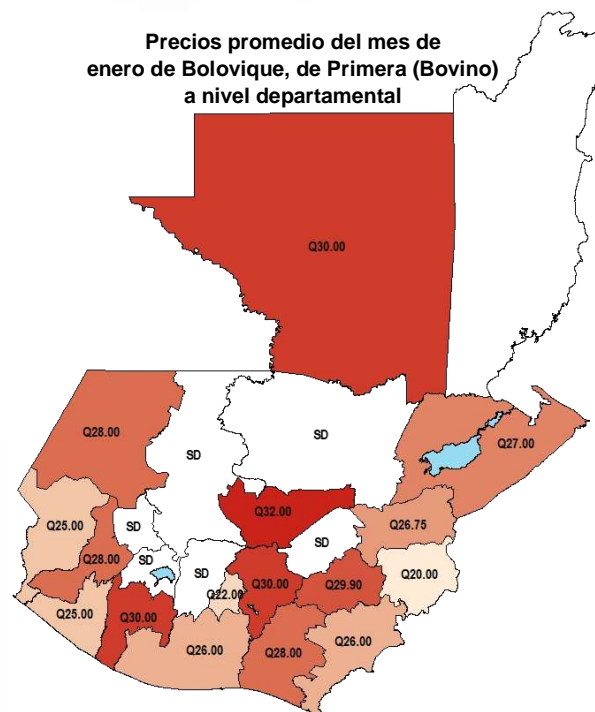 Precios promedio del mes de
enero de Bolovique, de Primera (Bovino)
a nivel departamental
Q30.00
Q28.00
SD
SD
Q27.00
Q25.00
SD
Q32.00
Q26.75
Q28.00
SD
SD
SD
Q30.00
Q29.90
Q20.00
Q22.00
Q25.00
Q30.00
Q26.00
Q28.00
Q26.00